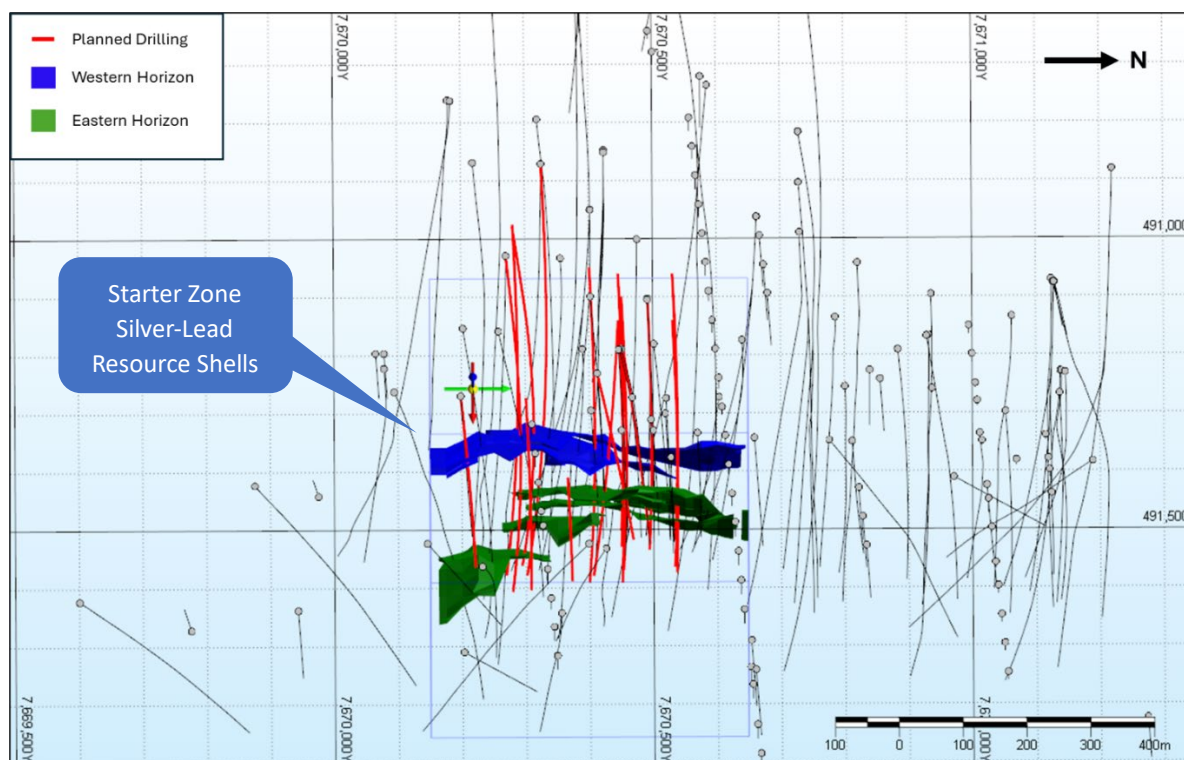 Planned Drilling
Western Horizon
Eastern Horizon
7,670,000Y
7,670,500Y
7,671,000Y
N
491,000
Starter Zone
Silver-Lead
Resource Shells
491,500
7,669,500Y
7,670,000Y
7,670,500Y
100 0 100 200 300 400m